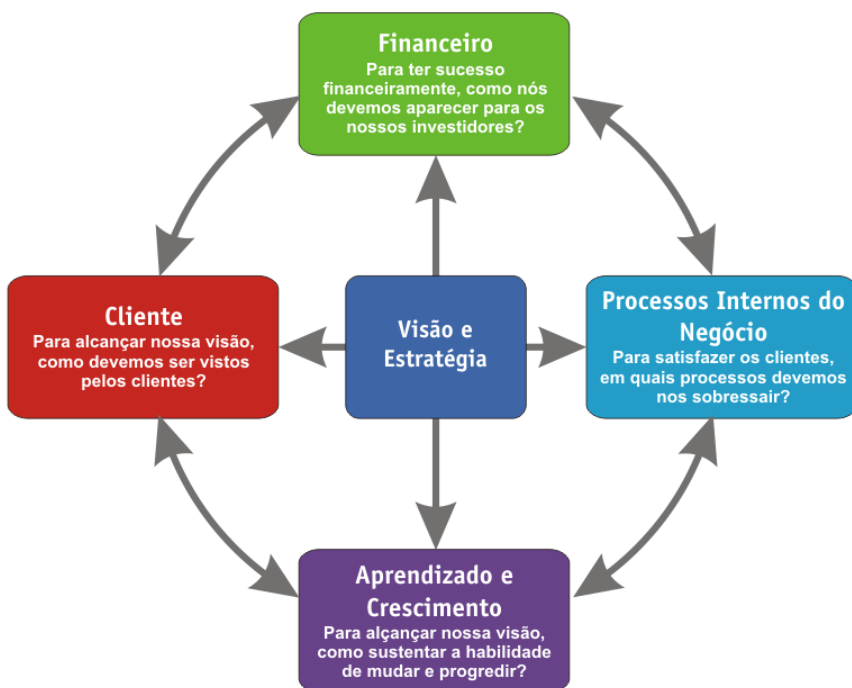 Financeiro
Para ter sucesso
financeiramente, como nós
devemos aparecer para os
nossos investidores?
Cliente
Para alcançar nossa visão,
como devemos ser vistos
pelos clientes?
Visão e
Estratégia
Processos Internos do
Negócio
Para satisfazer os clientes,
em quais processos devemos
nos sobressair?
Aprendizado e
Crescimento
Para alçançar nossa visão,
como sustentar a habilidade
de mudar e progredir?